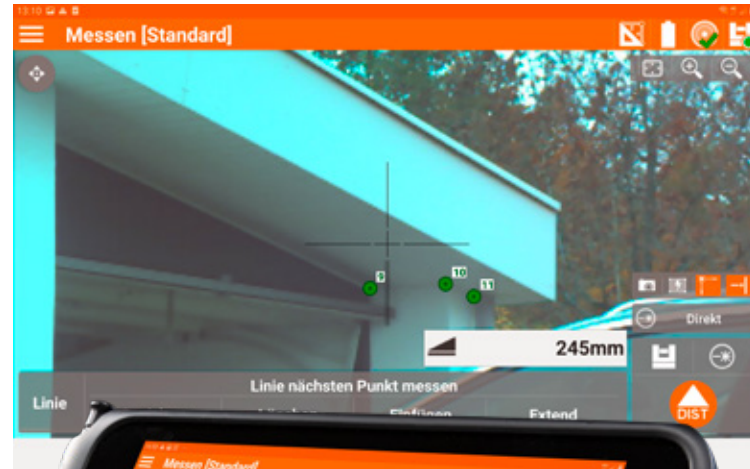 13:10
Messen [Standard]
9
10
11
Direkt
245mm
Linie nächsten Punkt messen
Linie
Einfügen
Extend
DIST
Messen [Standard]